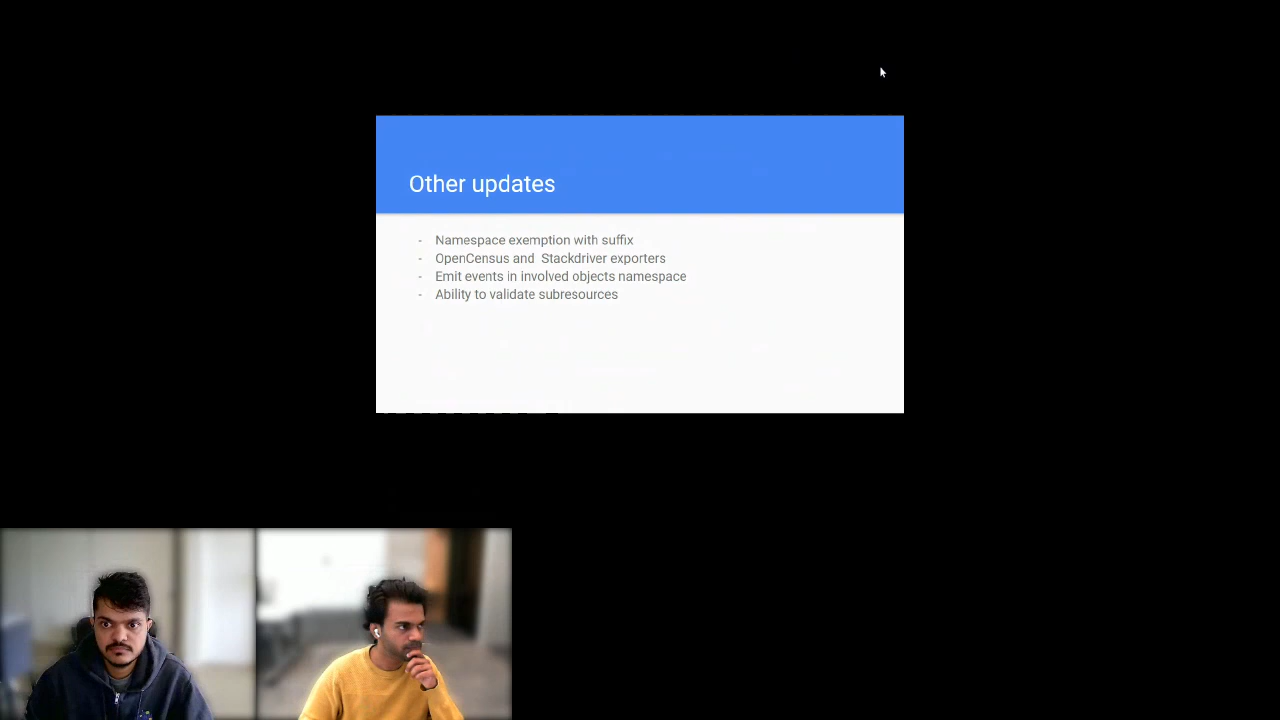 Other updates
- Namespace exemption with suffix
- OpenCensus and  Stackdriver exporters
- Emit events in involved objects namespace
- Ability to validate subresources